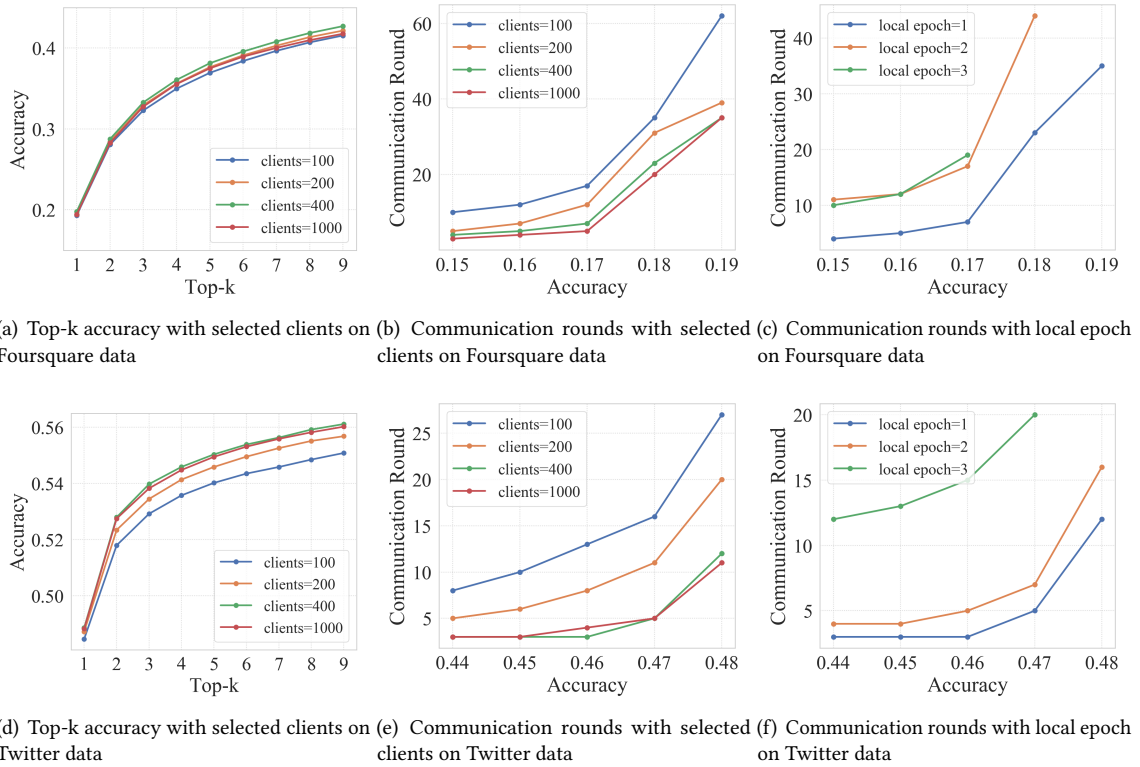 Accuracy
0.4
0.3
0.2
clients=100
clients=200
clients=400
clients=1000
1 2 3 4 5 6 7 8 9
Top-k
Communication Round
60
40
20
clients=100
clients=200
clients=400
clients=1000
0.15 0.16 0.17 0.18 0.19
Accuracy
Communication Round
40
30
20
10
local epoch=1
local epoch=2
local epoch=3
0.15 0.16 0.17 0.18 0.19
Accuracy
(a) Top-k accuracy with selected clients on
Foursquare data
(b) Communication rounds with selected
clients on Foursquare data
(c) Communication rounds with local epoch
on Foursquare data
Accuracy
0.56
0.54
0.52
0.50
clients=100
clients=200
clients=400
clients=1000
1 2 3 4 5 6 7 8 9
Top-k
Communication Round
25
20
15
10
5
clients=100
clients=200
clients=400
clients=1000
0.44 0.45 0.46 0.47 0.48
Accuracy
Communication Round
20
15
10
5
local epoch=1
local epoch=2
local epoch=3
0.44 0.45 0.46 0.47 0.48
Accuracy
(d) Top-k accuracy with selected clients on
Twitter data
(e) Communication rounds with selected
clients on Twitter data
(f) Communication rounds with local epoch
on Twitter data